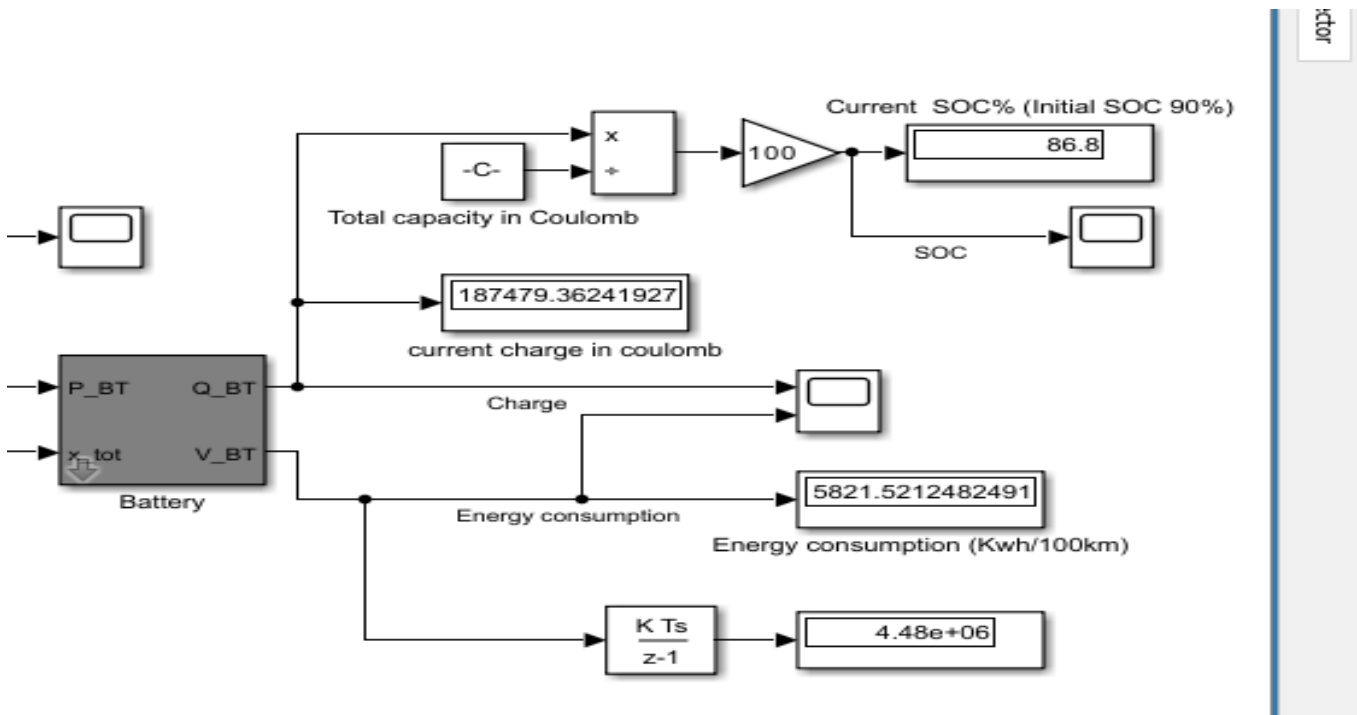 ctor
Current SOC% (Initial SOC 90%)
x
÷
100
86.8
-C-
Total capacity in Coulomb
SOC
187479.36241927
current charge in coulomb
P_BT
Q_BT
Charge
x_tot
V_BT
Battery
5821.5212482491
Energy consumption
Energy consumption (Kwh/100km)
K Ts
z-1
4.48e+06